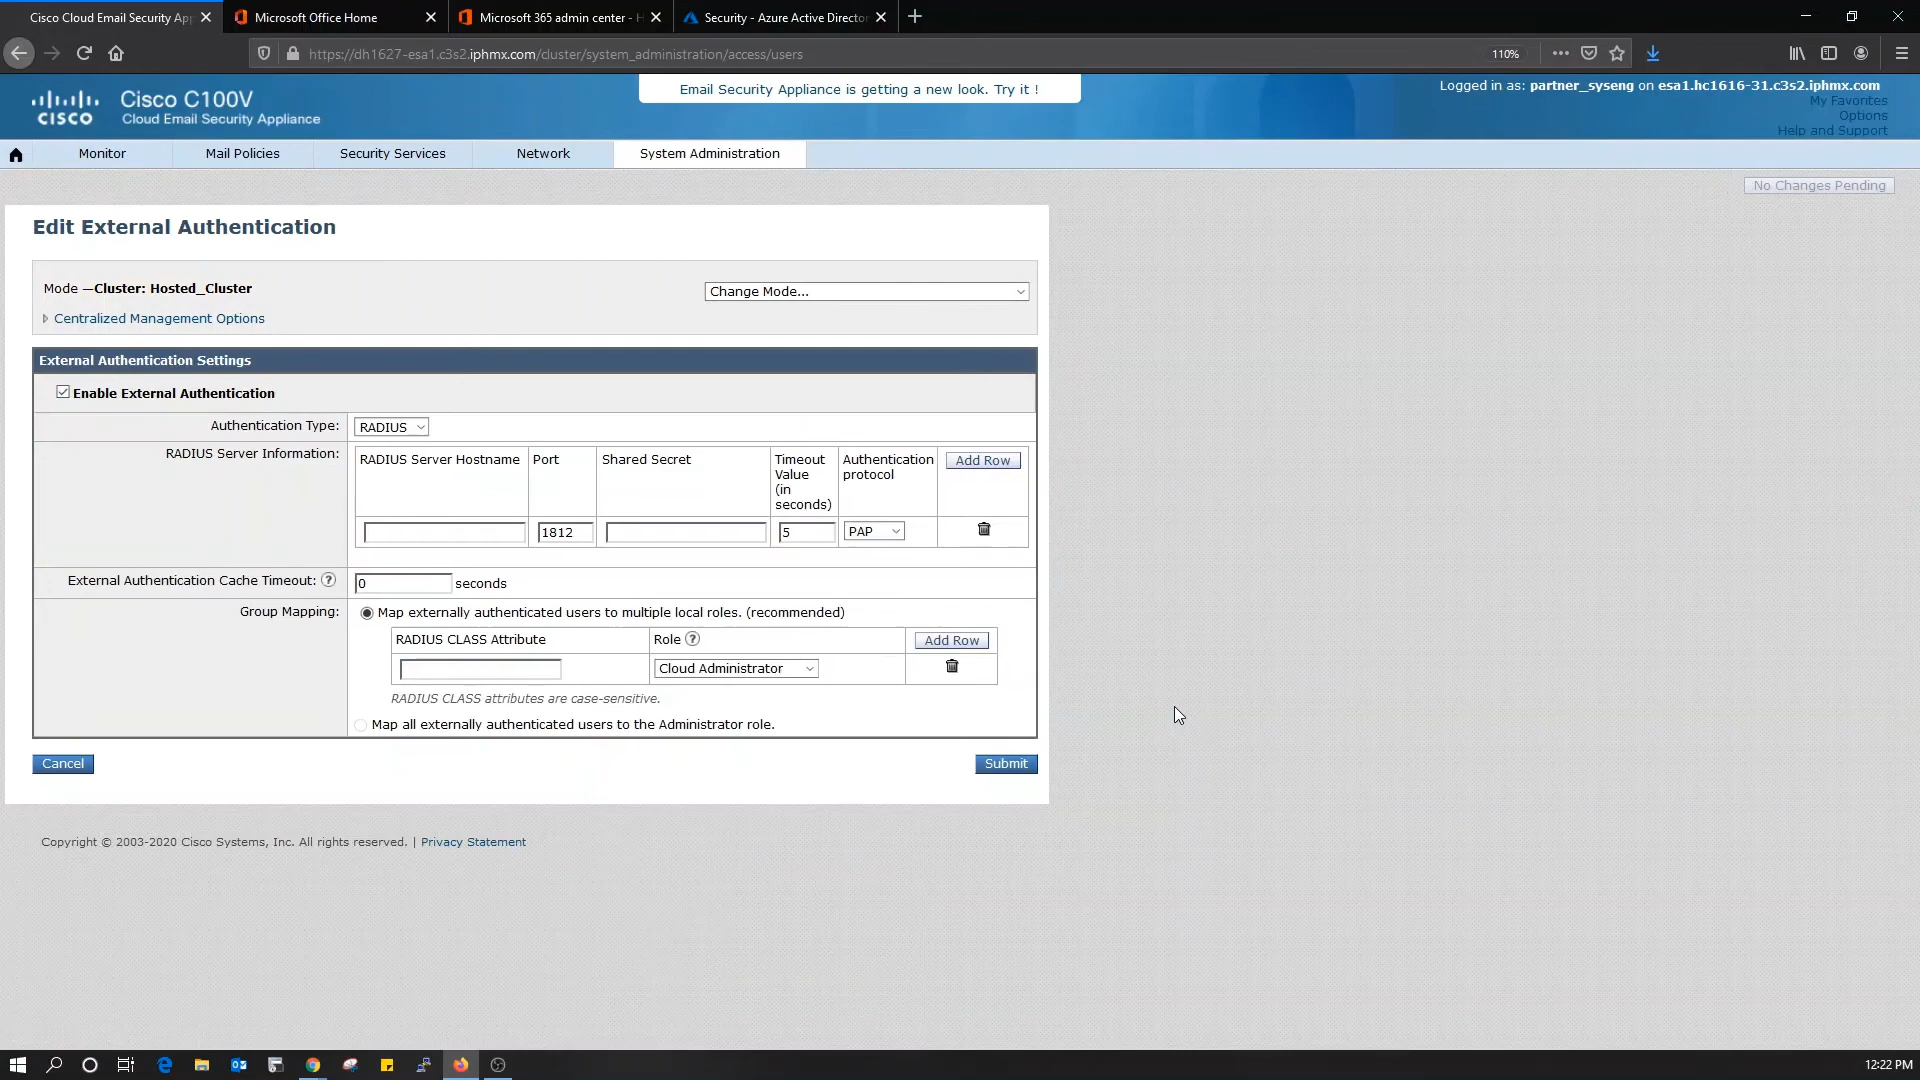 Cisco Cloud Email Security App
Microsoft Office Home
Microsoft 365 admin center - H
Security - Azure Active Director
https://dh1627-esa1.c3s2.iphmx.com/cluster/system_administration/access/users
110%
CISCO
Cisco C100V
Cloud Email Security Appliance
Email Security Appliance is getting a new look. Try it !
Logged in as: partner_syseng on esa1.hc1616-31.c3s2.iphmx.com
My Favorites
Options
Help and Support
Monitor
Mail Policies
Security Services
Network
System Administration
No Changes Pending
Edit External Authentication
Mode —Cluster: Hosted_Cluster
Change Mode...
Centralized Management Options
External Authentication Settings
Enable External Authentication
Authentication Type:
RADIUS
RADIUS Server Information:
RADIUS Server Hostname
Port
Shared Secret
Timeout
Value
(in
seconds)
Authentication
protocol
Add Row
1812
5
PAP
External Authentication Cache Timeout: ?
0
seconds
Group Mapping:
Map externally authenticated users to multiple local roles. (recommended)
RADIUS CLASS Attribute
Role ?
Add Row
Cloud Administrator
RADIUS CLASS attributes are case-sensitive.
Map all externally authenticated users to the Administrator role.
Cancel
Submit
Copyright © 2003-2020 Cisco Systems, Inc. All rights reserved. | Privacy Statement
12:22 PM